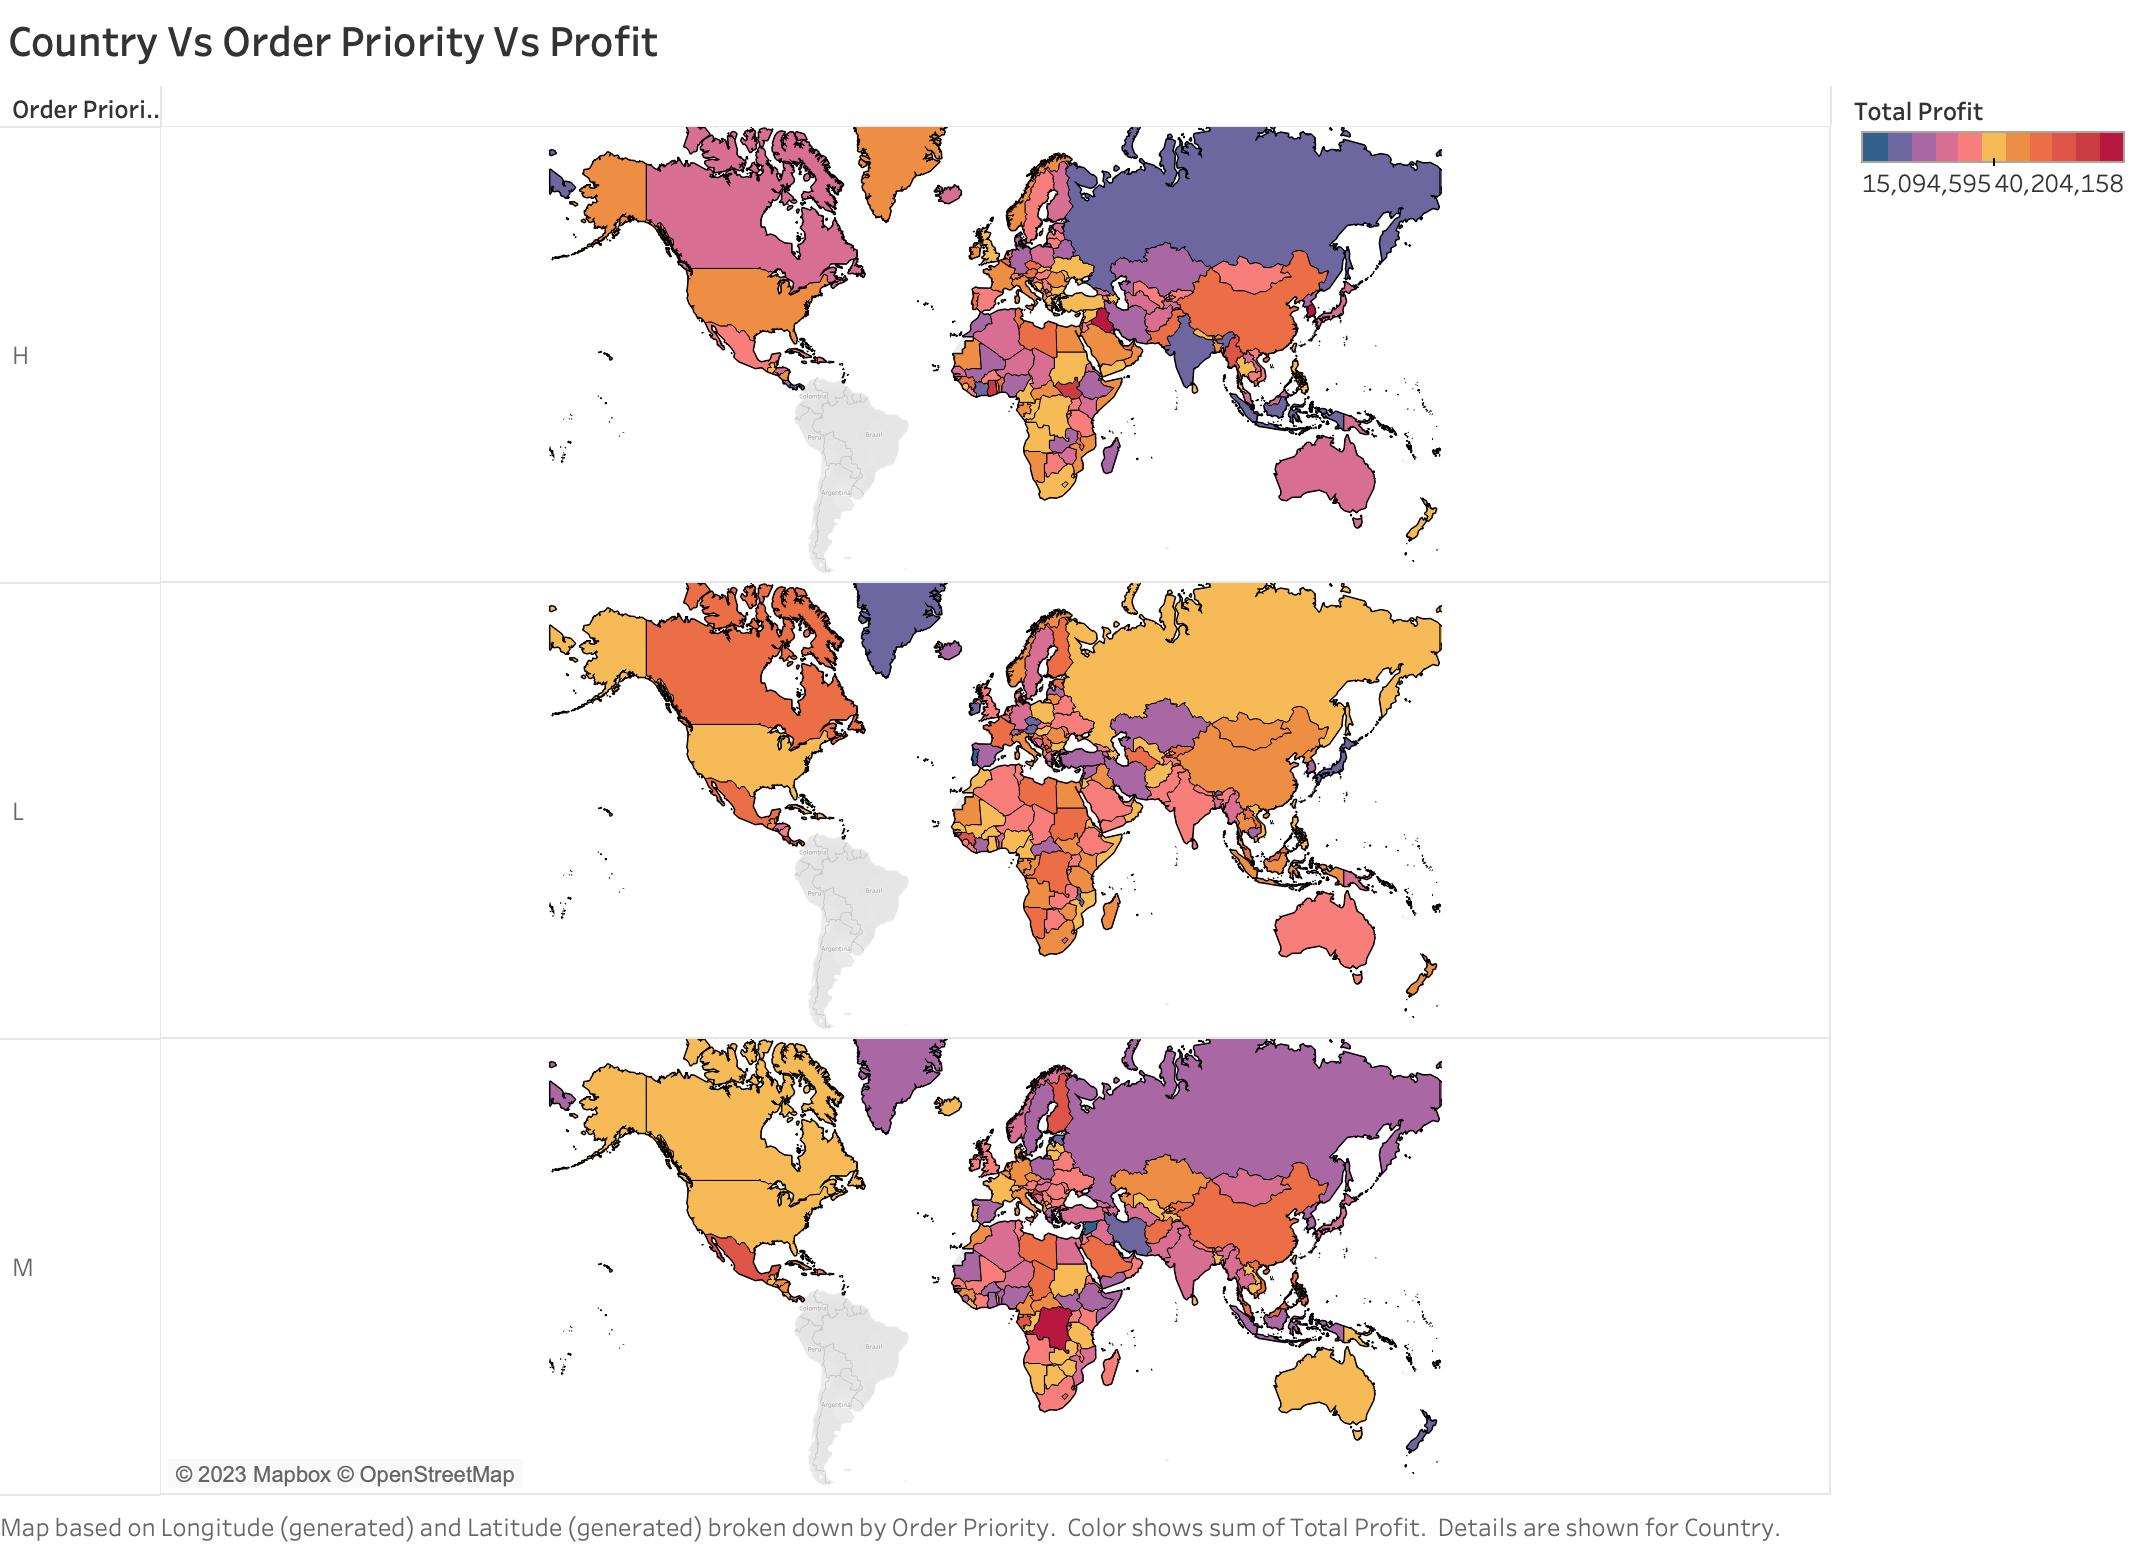 Country Vs Order Priority Vs Profit
Order Priori..
Total Profit
15,094,595 40,204,158
H
Colombia
Peru
Brazil
Argentina
L
Colombia
Peru
Brazil
Argentina
M
Colombia
Peru
Brazil
Argentina
© 2023 Mapbox © OpenStreetMap
Map based on Longitude (generated) and Latitude (generated) broken down by Order Priority.  Color shows sum of Total Profit.  Details are shown for Country.